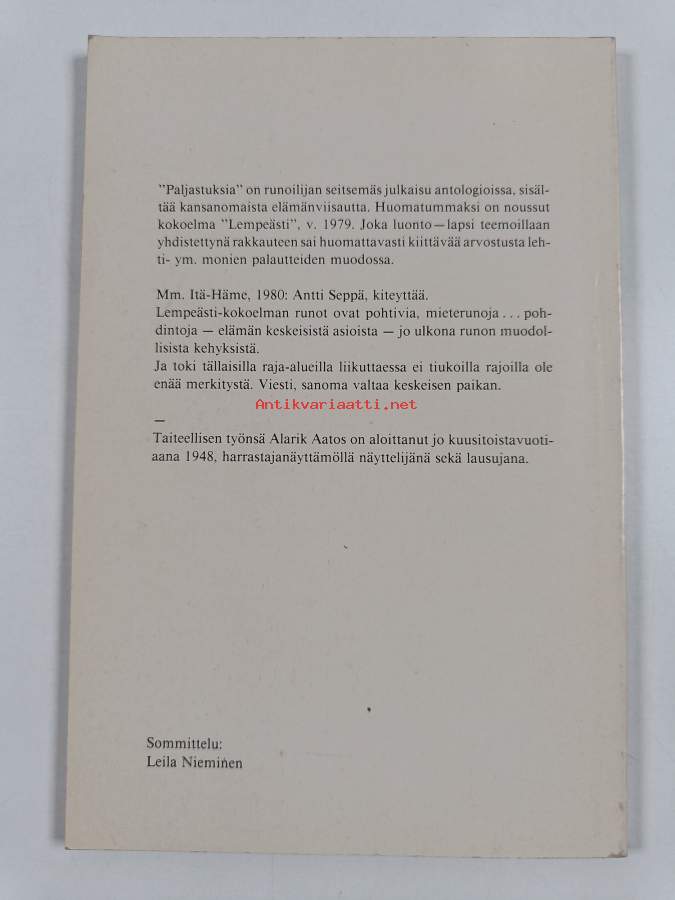 "Paljastuksia" on runoilijan seitsemäs julkaisu antologioissa, sisäl-
tää kansanomaista elämänviisautta. Huomatummaksi on noussut
kokoelma "Lempeästi", v. 1979. Joka luonto—lapsi teemoillaan
yhdistettynä rakkauteen sai huomattavasti kiittävää arvostusta leh-
ti- ym. monien palautteiden muodossa.
Mm. Itä-Häme, 1980: Antti Seppä, kiteyttää.
Lempeästi-kokoelman runot ovat pohtivia, mieterunoja . . . poh-
dintoja — elämän keskeisistä asioista — jo ulkona runon muodol-
lisista kehyksistä.
Ja toki tällaisilla raja-alueilla liikuttaessa ei tiukoilla rajoilla ole
enää merkitystä. Viesti, sanoma valtaa keskeisen paikan.
Antikvariaatti.net
—
Taiteellisen työnsä Alarik Aatos on aloittanut jo kuusitoistavuoti-
aana 1948, harrastajanäyttämöllä näyttelijänä sekä lausujana.
Sommittelu:
Leila Nieminen